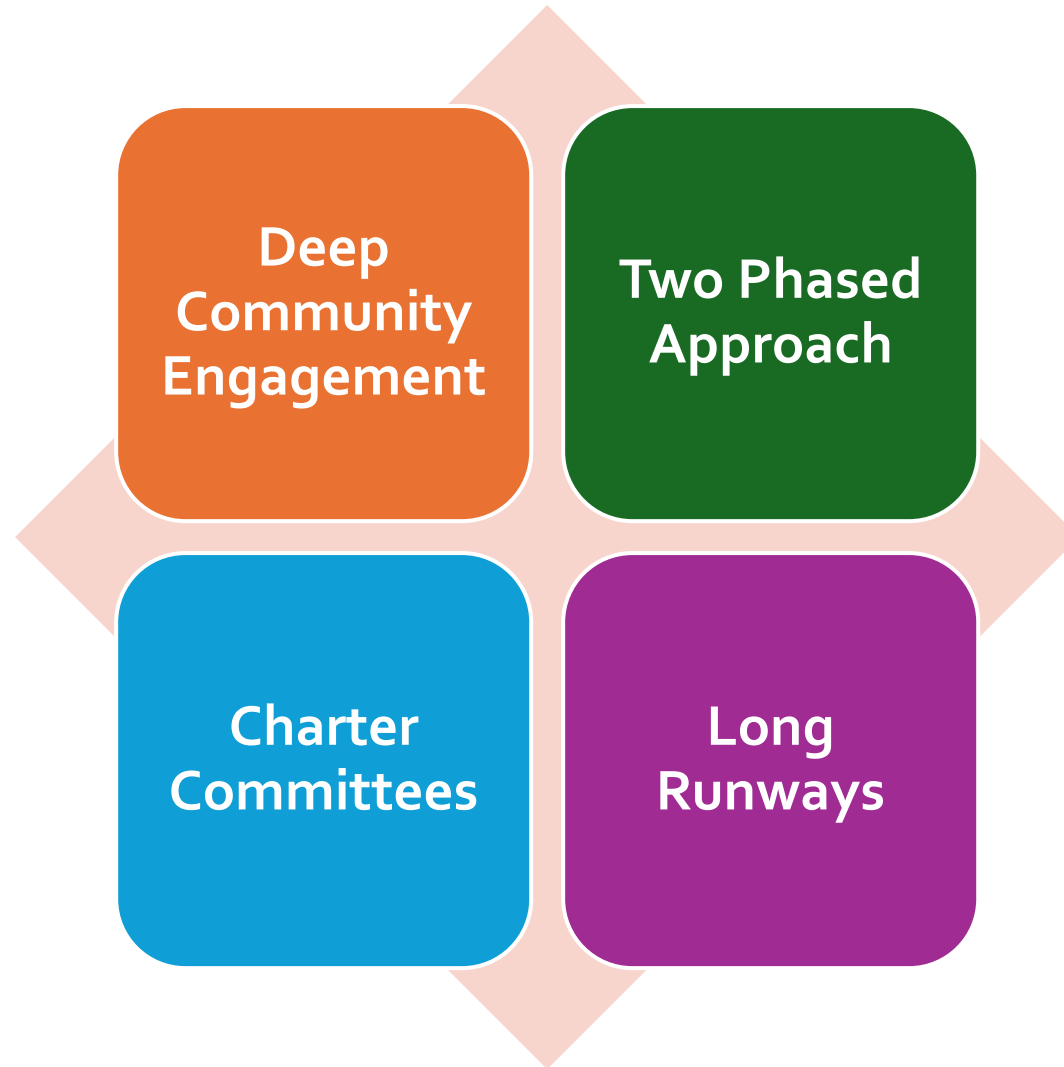 Deep
Community
Engagement
Two Phased
Approach
Charter
Committees
Long
Runways